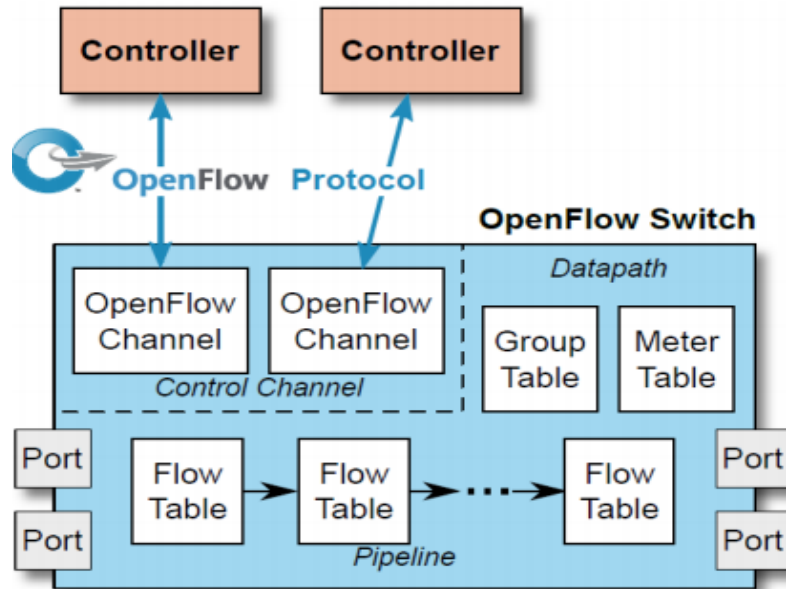 Controller
Controller
OpenFlow Protocol
OpenFlow Switch
Datapath
OpenFlow
Channel
OpenFlow
Channel
Control Channel
Group
Table
Meter
Table
Port
Port
Flow
Table
Flow
Table
...
Flow
Table
Pipeline
Port
Port